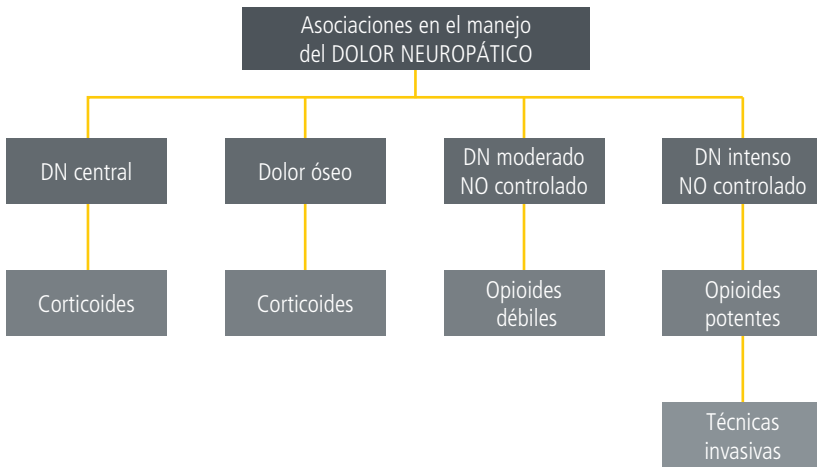 Asociaciones en el manejo
del DOLOR NEUROPÁTICO
DN central
Dolor óseo
DN moderado
NO controlado
DN intenso
NO controlado
Corticoides
Corticoides
Opioides
débiles
Opioides
potentes
Técnicas
invasivas